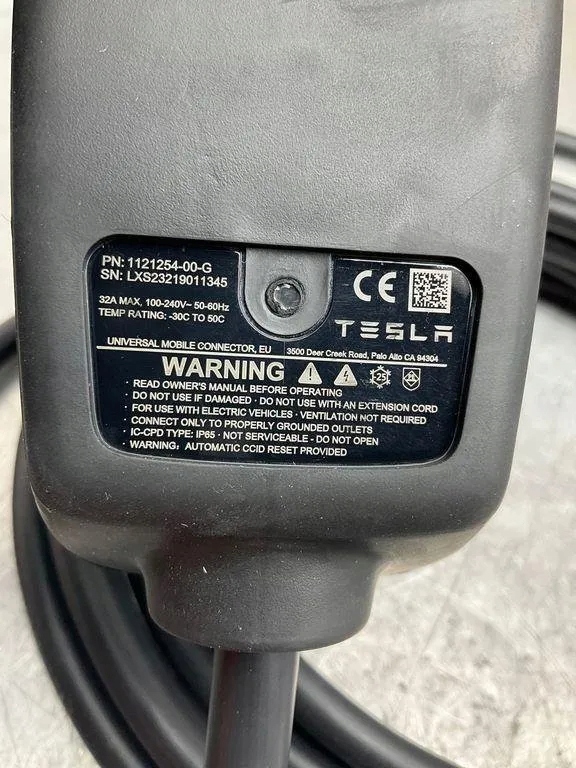 PN: 1121254-00-G
SN: LXS23219011345
32A MAX, 100-240V~ 50-60Hz
TEMP RATING: -30C TO 50C
CE
TESLA
UNIVERSAL MOBILE CONNECTOR, EU
3500 Deer Creek Road, Palo Alto CA 94304
WARNING
-25
· READ OWNER'S MANUAL BEFORE OPERATING
· DO NOT USE IF DAMAGED · DO NOT USE WITH AN EXTENSION CORD
· FOR USE WITH ELECTRIC VEHICLES · VENTILATION NOT REQUIRED
· CONNECT ONLY TO PROPERLY GROUNDED OUTLETS
· IC-CPD TYPE: IP65 · NOT SERVICEABLE - DO NOT OPEN
· WARNING: AUTOMATIC CCID RESET PROVIDED